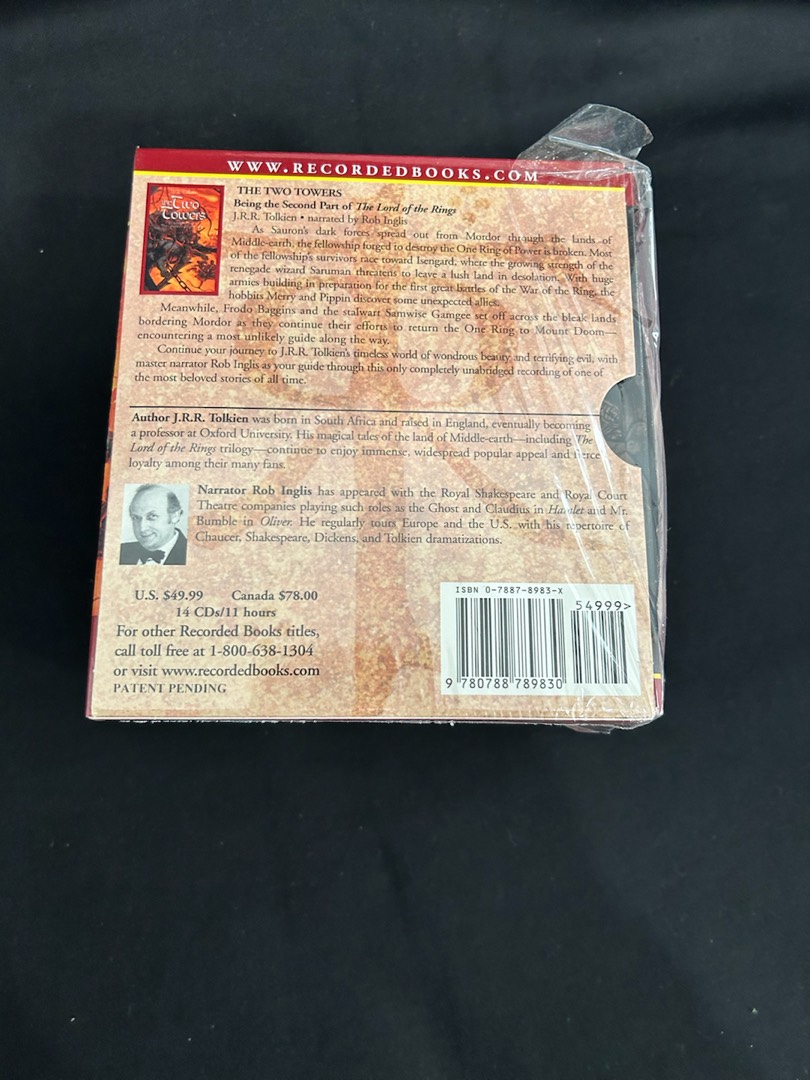 WWW.RECORDEDBOOKS.COM
The Two Towers
THE TWO TOWERS
Being the Second Part of The Lord of the Rings
J.R.R. Tolkien • narrated by Rob Inglis
As Sauron's dark forces spread out from Mordor through the lands of
Middle-earth, the fellowship forged to destroy the One Ring of Power is broken. Most
of the fellowship's survivors race toward Isengard, where the growing strength of the
renegade wizard Saruman threatens to leave a lush land in desolation. With huge
armies building in preparation for the first great battles of the War of the Ring, the
hobbits Merry and Pippin discover some unexpected allies.
Meanwhile, Frodo Baggins and the stalwart Samwise Gamgee set off across the bleak lands
bordering Mordor as they continue their efforts to return the One Ring to Mount Doom—
encountering a most unlikely guide along the way.
Continue your journey to J.R.R. Tolkien's timeless world of wondrous beauty and terrifying evil, with
master narrator Rob Inglis as your guide through this only completely unabridged recording of one of
the most beloved stories of all time.
Author J.R.R. Tolkien was born in South Africa and raised in England, eventually becoming
a professor at Oxford University. His magical tales of the land of Middle-earth—including The
Lord of the Rings trilogy—continue to enjoy immense, widespread popular appeal and fierce
loyalty among their many fans.
Narrator Rob Inglis has appeared with the Royal Shakespeare and Royal Court
Theatre companies playing such roles as the Ghost and Claudius in Hamlet and Mr.
Bumble in Oliver. He regularly tours Europe and the U.S. with his repertoire of
Chaucer, Shakespeare, Dickens, and Tolkien dramatizations.
U.S. $49.99 Canada $78.00
14 CDs/11 hours
For other Recorded Books titles,
call toll free at 1-800-638-1304
or visit www.recordedbooks.com
PATENT PENDING
ISBN 0-7887-8983-X
54999>
9 780788 789830